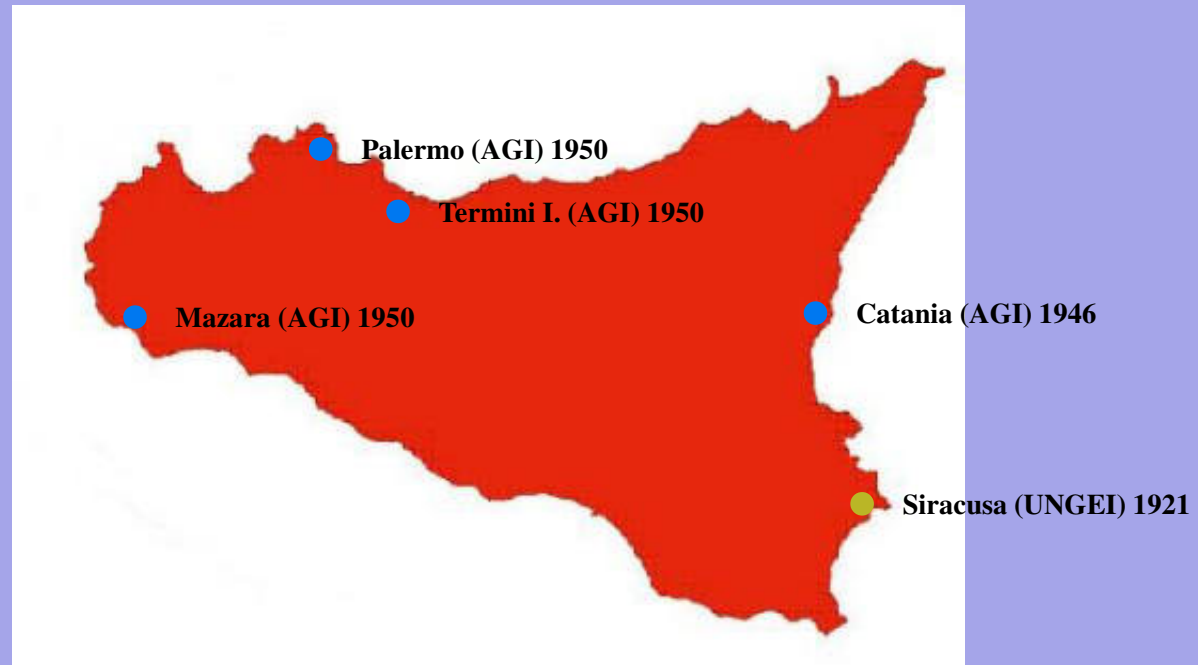 Palermo (AGI) 1950
Termini I. (AGI) 1950
Mazara (AGI) 1950
Catania (AGI) 1946
Siracusa (UNGEI) 1921